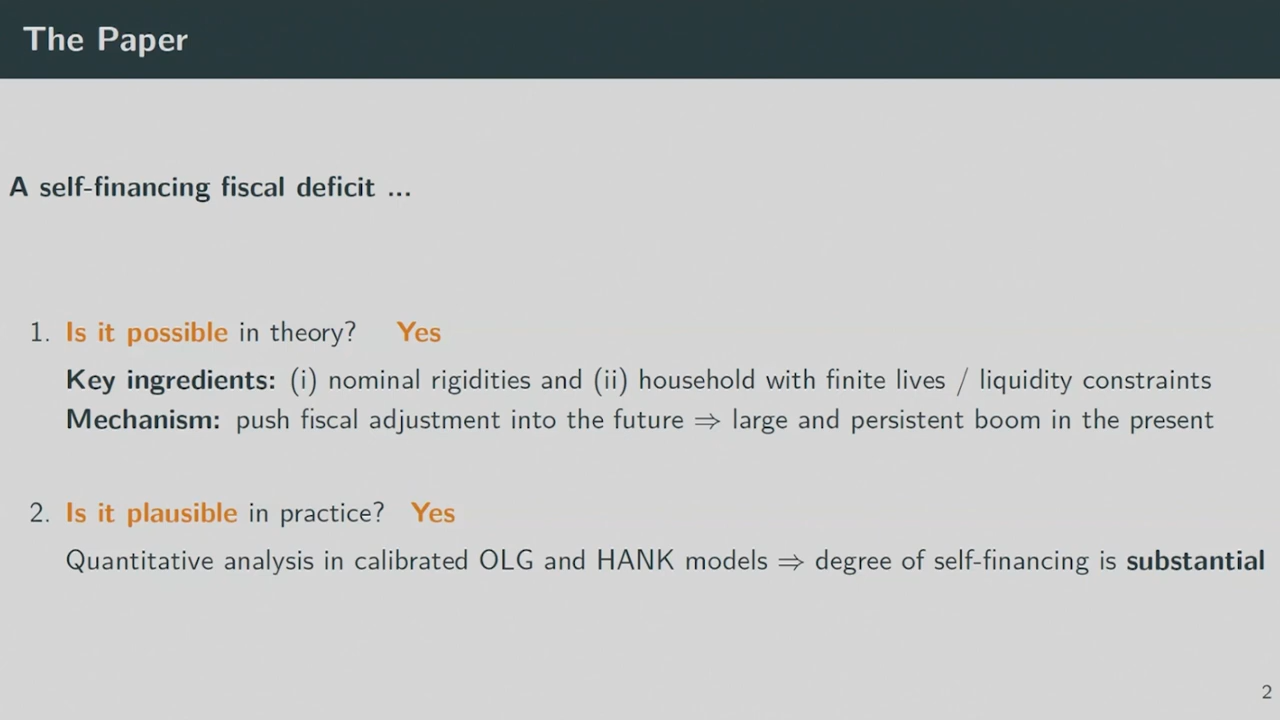 The Paper
A self-financing fiscal deficit ...
1. Is it possible in theory? Yes
Key ingredients: (i) nominal rigidities and (ii) household with finite lives / liquidity constraints
Mechanism: push fiscal adjustment into the future ⇒ large and persistent boom in the present
2. Is it plausible in practice? Yes
Quantitative analysis in calibrated OLG and HANK models ⇒ degree of self-financing is substantial
2